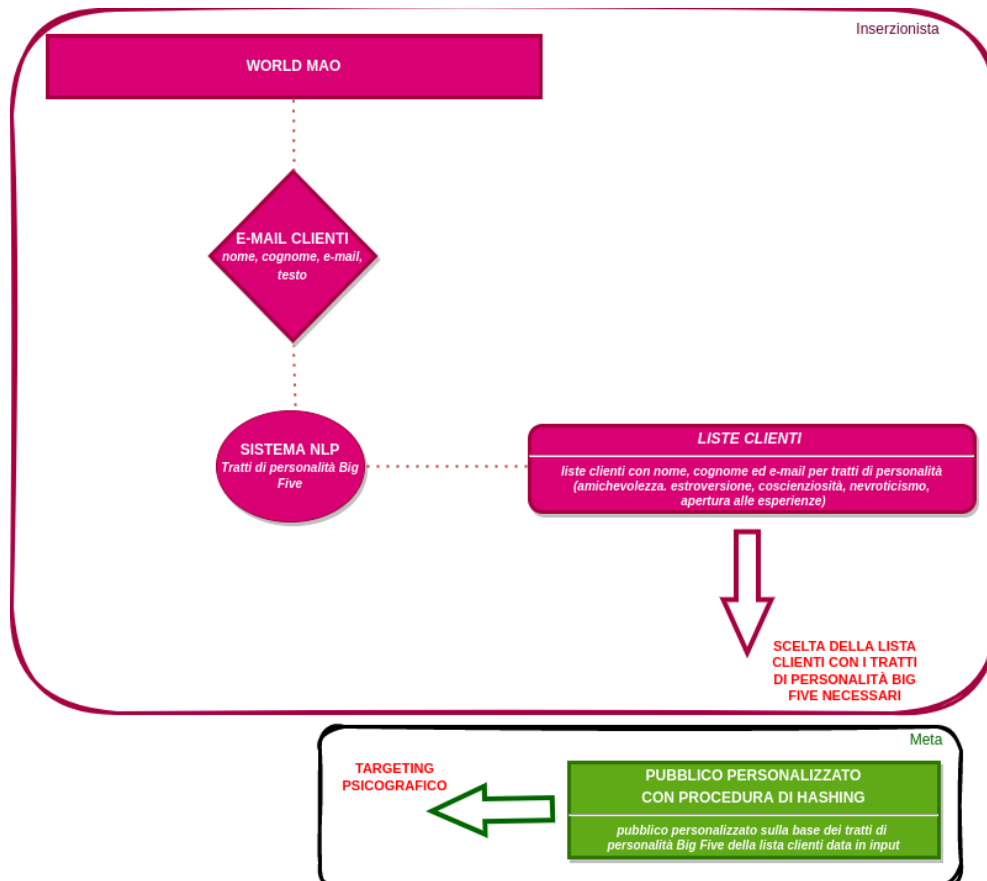 Inserzionista
WORLD MAO
E-MAIL CLIENTI
nome, cognome, e-mail,
testo
SISTEMA NLP
Tratti di personalità Big
Five
LISTE CLIENTI
liste clienti con nome, cognome ed e-mail per tratti di personalità
(amichevolezza. estroversione, coscienziosità, nevroticismo,
apertura alle esperienze)
SCELTA DELLA LISTA
CLIENTI CON I TRATTI
DI PERSONALITÀ BIG
FIVE NECESSARI
Meta
TARGETING
PSICOGRAFICO
PUBBLICO PERSONALIZZATO
CON PROCEDURA DI HASHING
pubblico personalizzato sulla base dei tratti di
personalità Big Five della lista clienti data in input